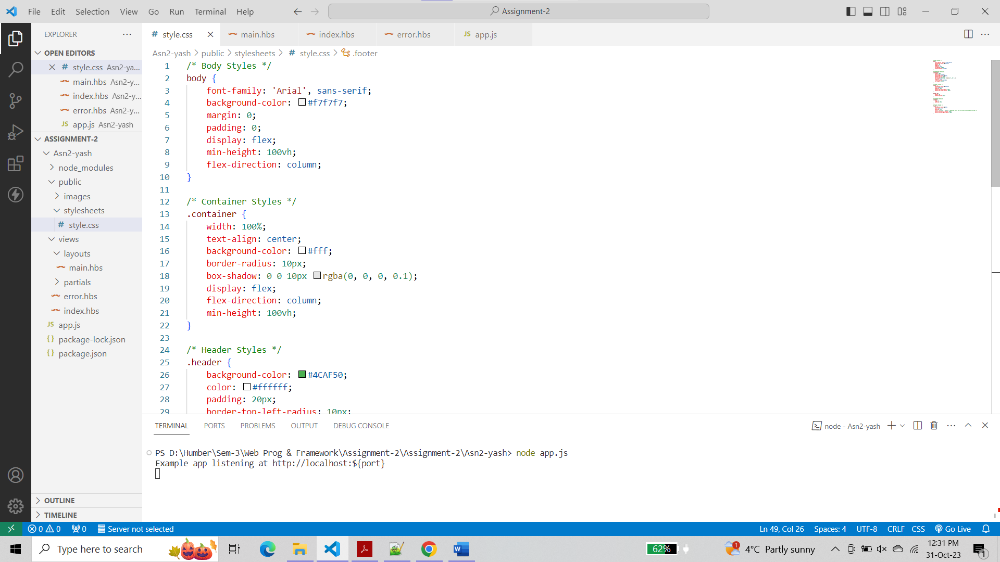 File Edit Selection View Go Run Terminal Help
Assignment-2
EXPLORER
OPEN EDITORS
style.css Asn2-ya...
main.hbs Asn2-y...
index.hbs Asn2-y...
error.hbs Asn2-y...
JS app.js Asn2-yash
ASSIGNMENT-2
Asn2-yash
node_modules
public
images
stylesheets
# style.css
views
layouts
main.hbs
partials
error.hbs
index.hbs
JS app.js
{} package-lock.json
{} package.json
OUTLINE
TIMELINE
# style.css main.hbs index.hbs error.hbs JS app.js
Asn2-yash > public > stylesheets > # style.css > .footer
1 /* Body Styles */
2 body {
3 font-family: 'Arial', sans-serif;
4 background-color: #f7f7f7;
5 margin: 0;
6 padding: 0;
7 display: flex;
8 min-height: 100vh;
9 flex-direction: column;
10 }
11
12 /* Container Styles */
13 .container {
14 width: 100%;
15 text-align: center;
16 background-color: #fff;
17 border-radius: 10px;
18 box-shadow: 0 0 10px rgba(0, 0, 0, 0.1);
19 display: flex;
20 flex-direction: column;
21 min-height: 100vh;
22 }
23
24 /* Header Styles */
25 .header {
26 background-color: #4CAF50;
27 color: #ffffff;
28 padding: 20px;
29 border-top-left-radius: 10px;
TERMINAL PORTS PROBLEMS OUTPUT DEBUG CONSOLE
node - Asn2-yash
PS D:\Humber\Sem-3\Web Prog & Framework\Assignment-2\Assignment-2\Asn2-yash> node app.js
Example app listening at http://localhost:${port}
0 0 0 Server not selected
Ln 49, Col 26 Spaces: 4 UTF-8 CRLF CSS Go Live
Type here to search
62%
1
4°C Partly sunny
12:31 PM
31-Oct-23
1